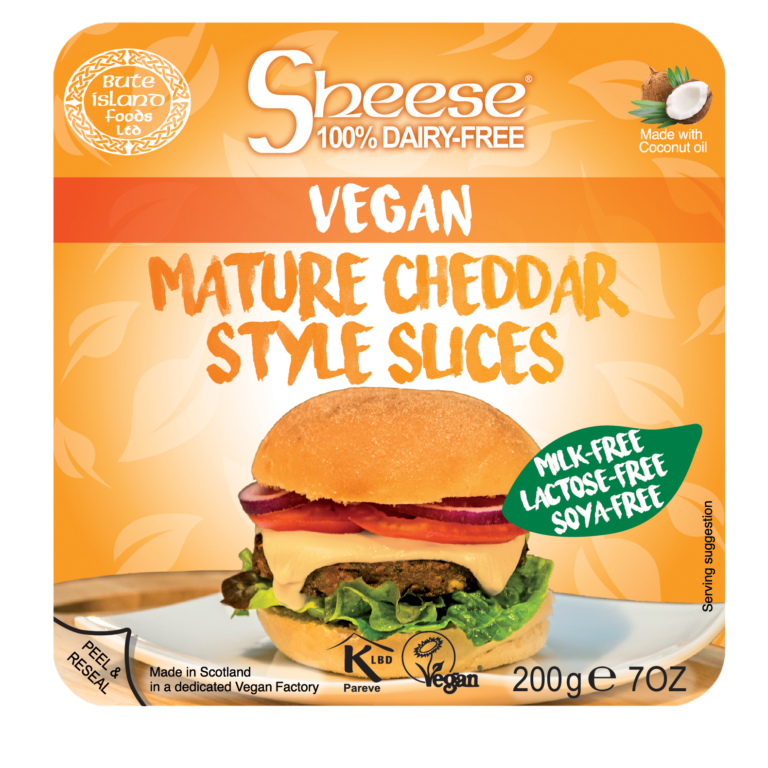 Bute
island
Foods
Ltd
Sheese®
100% DAIRY-FREE
Made with
Coconut oil
VEGAN
MATURE CHEDDAR
STYLE SLICES
MILK-FREE
LACTOSE-FREE
SOYA-FREE
Serving suggestion
PEEL &
RESEAL
Made in Scotland
in a dedicated Vegan Factory
K LBD
Pareve
Vegan
200g e 7OZ